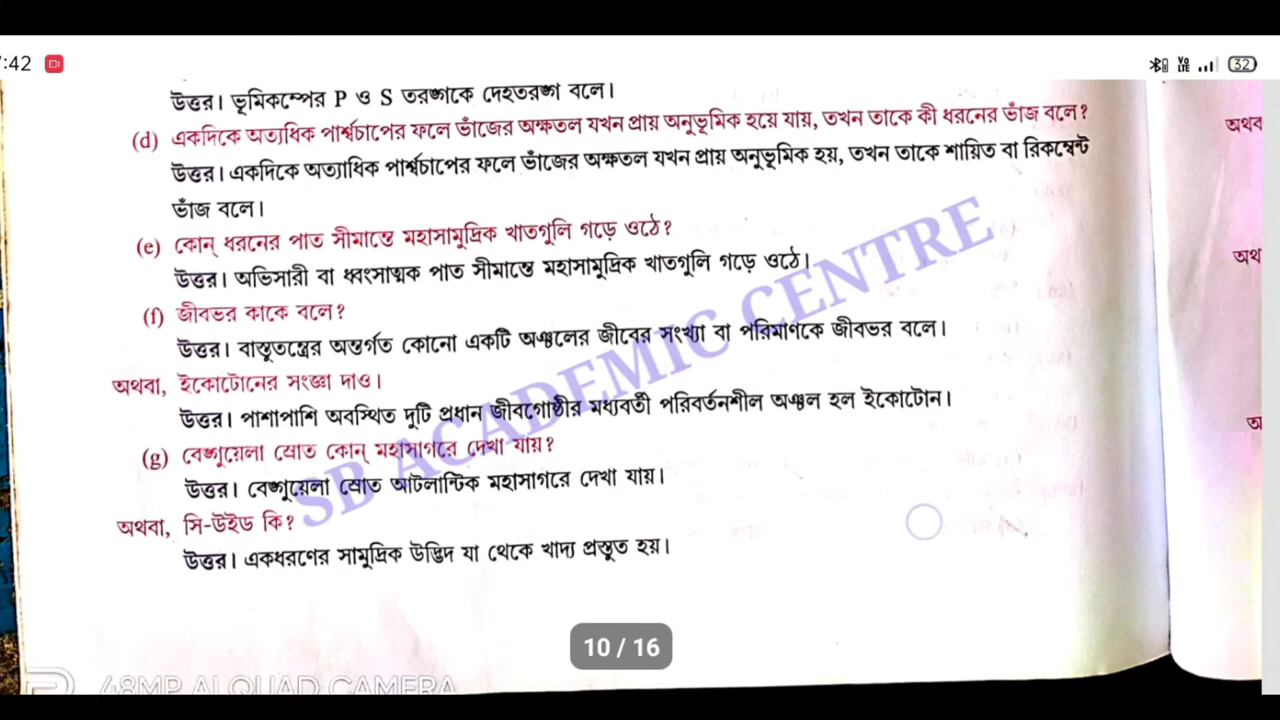 :42
Vo LTE 32
উত্তর। ভূমিকম্পের P ও S তরঙ্গকে দেহতরঙ্গ বলে।
(d) একদিকে অত্যধিক পার্শ্বচাপের ফলে ভাঁজের অক্ষতল যখন প্রায় অনুভূমিক হয়ে যায়, তখন তাকে কী ধরনের ভাঁজ বলে?
উত্তর। একদিকে অত্যাধিক পার্শ্বচাপের ফলে ভাঁজের অক্ষতল যখন প্রায় অনুভূমিক হয়, তখন তাকে শায়িত বা রিকম্বেন্ট
ভাঁজ বলে।
(e) কোন্ ধরনের পাত সীমান্তে মহাসামুদ্রিক খাতগুলি গড়ে ওঠে?
উত্তর। অভিসারী বা ধ্বংসাত্মক পাত সীমান্তে মহাসামুদ্রিক খাতগুলি গড়ে ওঠে।
(f) জীবভর কাকে বলে?
উত্তর। বাস্তুতন্ত্রের অন্তর্গত কোনো একটি অঞ্চলের জীবের সংখ্যা বা পরিমাণকে জীবভর বলে।
অথবা, ইকোটোনের সংজ্ঞা দাও।
উত্তর। পাশাপাশি অবস্থিত দুটি প্রধান জীবগোষ্ঠীর মধ্যবর্তী পরিবর্তনশীল অঞ্চল হল ইকোটোন।
(g) বেঙ্গুয়েলা স্রোত কোন্ মহাসাগরে দেখা যায়?
উত্তর। বেঙ্গুয়েলা স্রোত আটলান্টিক মহাসাগরে দেখা যায়।
অথবা, সি-উইড কি?
উত্তর। একধরণের সামুদ্রিক উদ্ভিদ যা থেকে খাদ্য প্রস্তুত হয়।
SB ACADEMIC CENTRE
10 / 16
48MP AI QUAD CAMERA